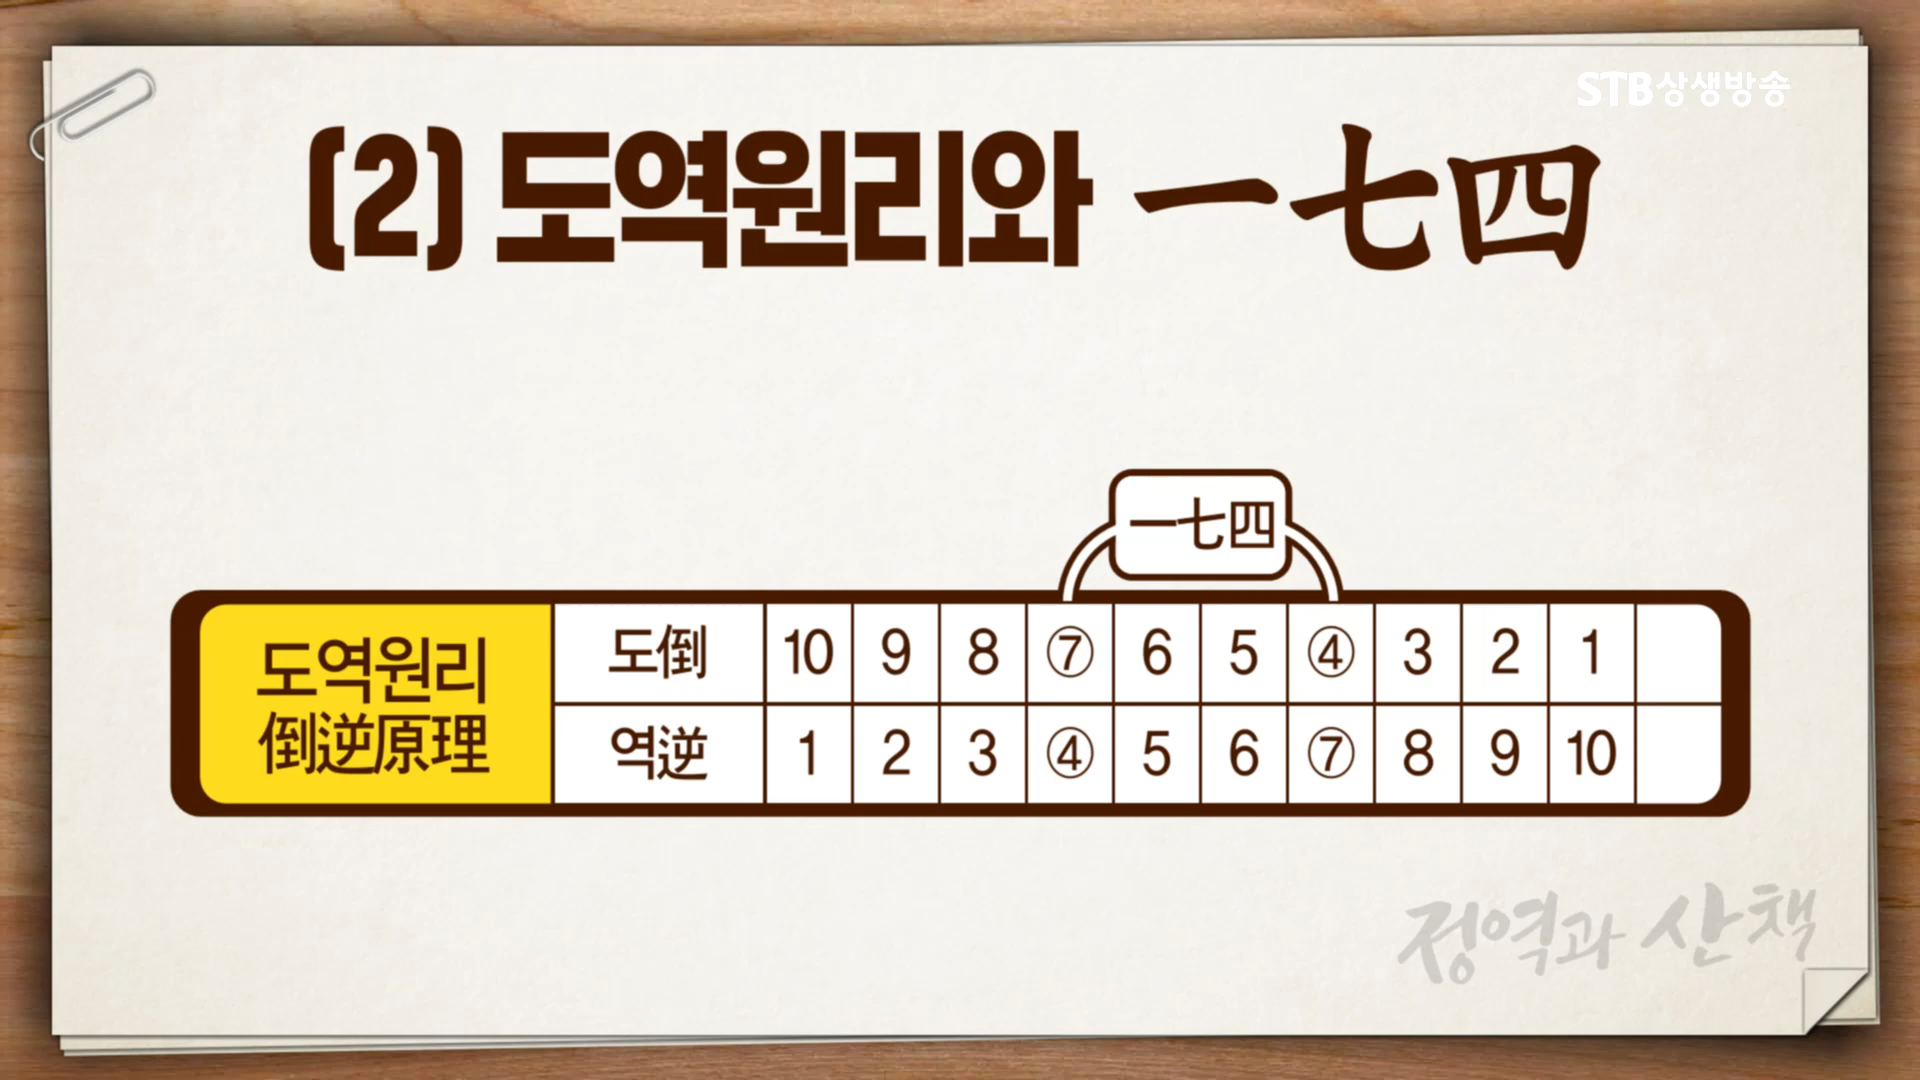 STB상생방송
(2) 도역원리와 一七四
一七四
도역원리
倒逆原理
도倒 10 9 8 ⑦ 6 5 ④ 3 2 1
역逆 1 2 3 ④ 5 6 ⑦ 8 9 10
정역과 산책